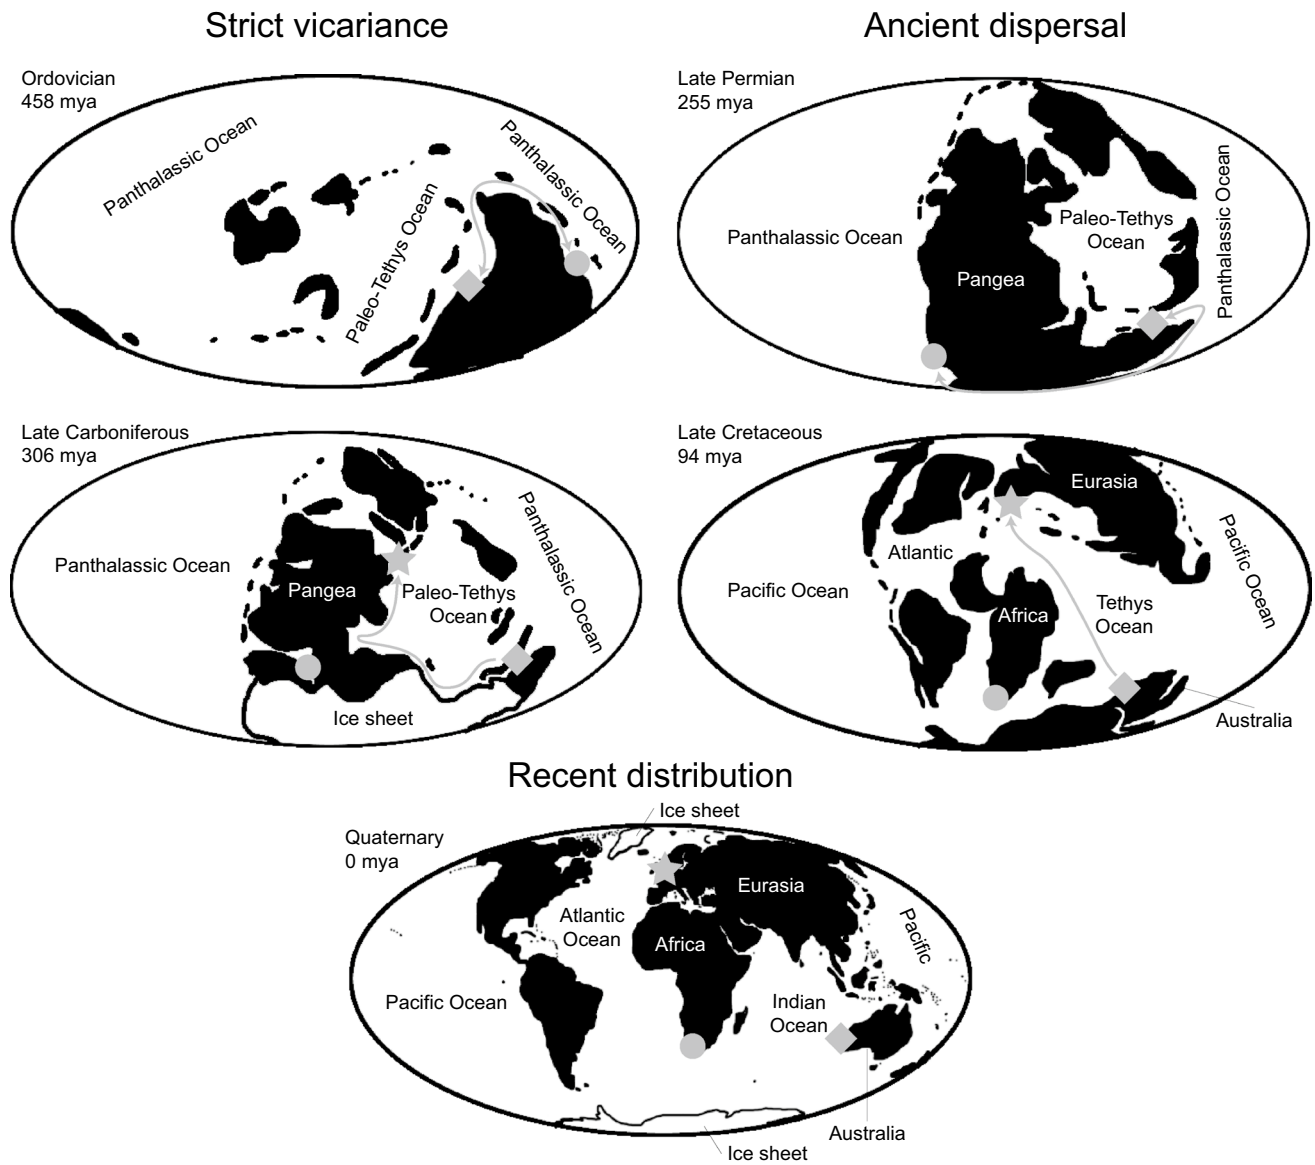 Strict vicariance
Ancient dispersal
Ordovician
458 mya
Panthalassic Ocean
Paleo-Tethys Ocean
Panthalassic Ocean
Late Permian
255 mya
Panthalassic Ocean
Pangea
Paleo-Tethys
Ocean
Panthalassic Ocean
Late Carboniferous
306 mya
Panthalassic Ocean
Pangea
Paleo-Tethys
Ocean
Panthalassic Ocean
Ice sheet
Late Cretaceous
94 mya
Eurasia
Atlantic
Pacific Ocean
Africa
Tethys
Ocean
Pacific Ocean
Australia
Recent distribution
Quaternary
0 mya
Ice sheet
Eurasia
Atlantic
Ocean
Africa
Pacific
Pacific Ocean
Indian
Ocean
Australia
Ice sheet